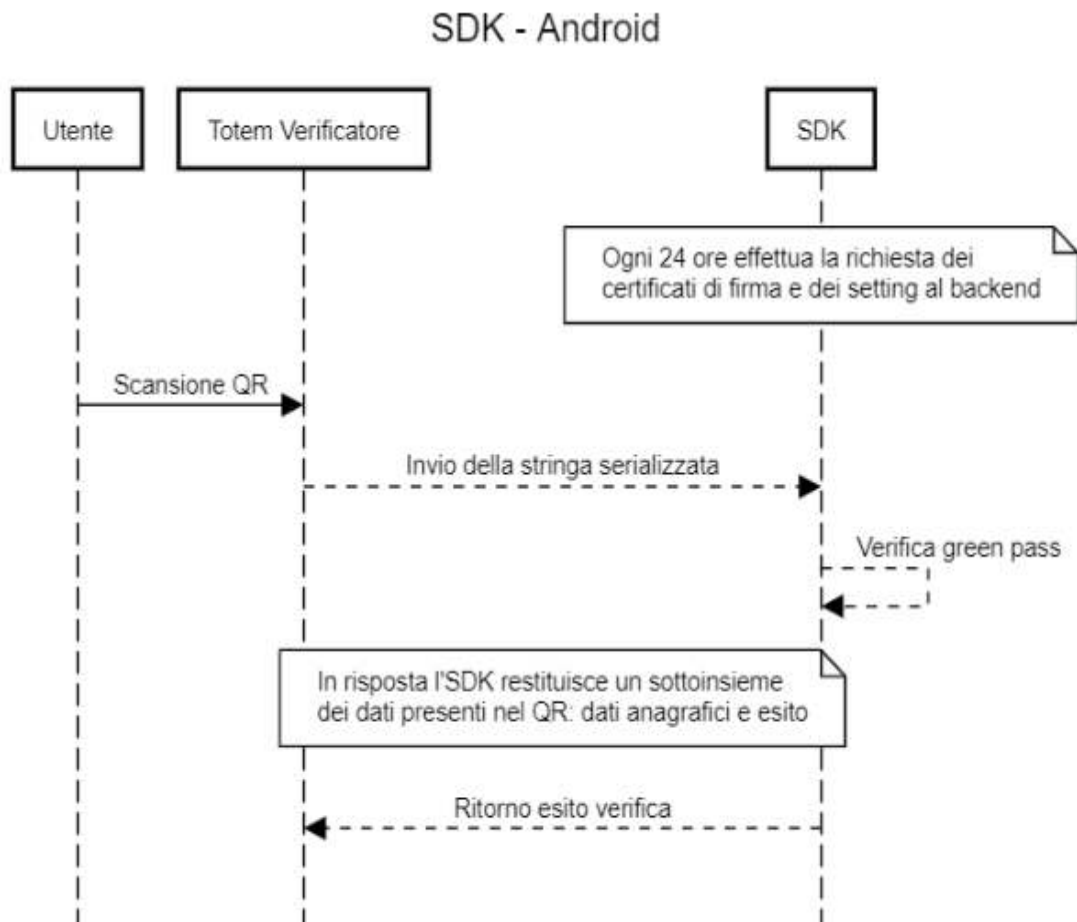 SDK - Android
Utente
Totem Verificatore
SDK
Ogni 24 ore effettua la richiesta dei
certificati di firma e dei setting al backend
Scansione QR
Invio della stringa serializzata
Verifica green pass
In risposta l'SDK restituisce un sottoinsieme
dei dati presenti nel QR: dati anagrafici e esito
Ritorno esito verifica